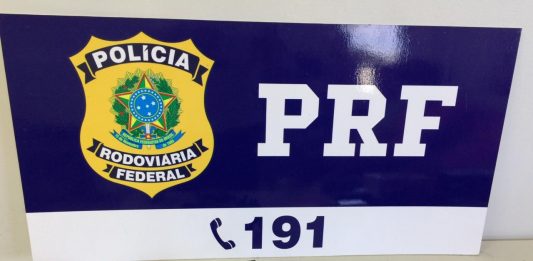 POLÍCIA
RODOVIÁRIA
FEDERAL
PRF
191